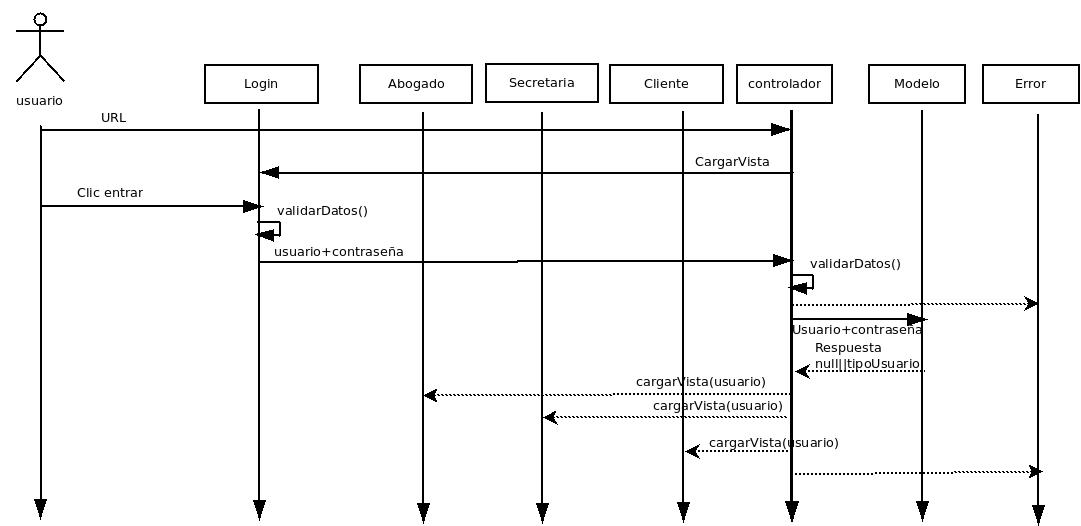 usuario
Login
Abogado
Secretaria
Cliente
controlador
Modelo
Error
URL
CargarVista
Clic entrar
validarDatos()
usuario+contraseña
validarDatos()
Usuario+contraseña
Respuesta
null||tipoUsuario
cargarVista(usuario)
cargarVista(usuario)
cargarVista(usuario)